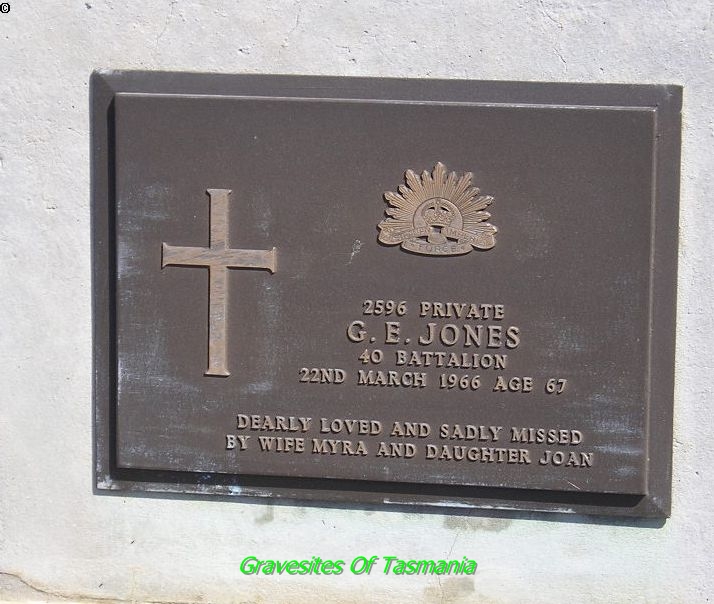 ©
FORCE
2596 PRIVATE
G. E. JONES
40 BATTALION
22ND MARCH 1966 AGE 67
DEARLY LOVED AND SADLY MISSED
BY WIFE MYRA AND DAUGHTER JOAN
Gravesites Of Tasmania